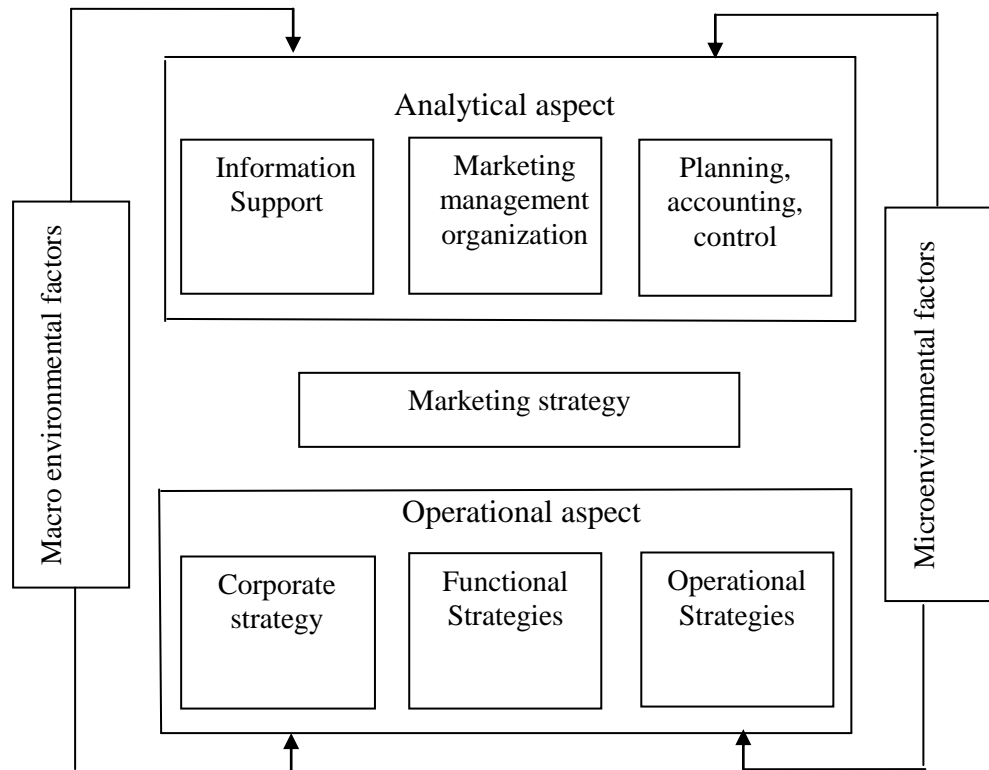 Analytical aspect
Information
Support
Marketing
management
organization
Planning,
accounting,
control
Macro environmental factors
Microenvironmental factors
Marketing strategy
Operational aspect
Corporate
strategy
Functional
Strategies
Operational
Strategies